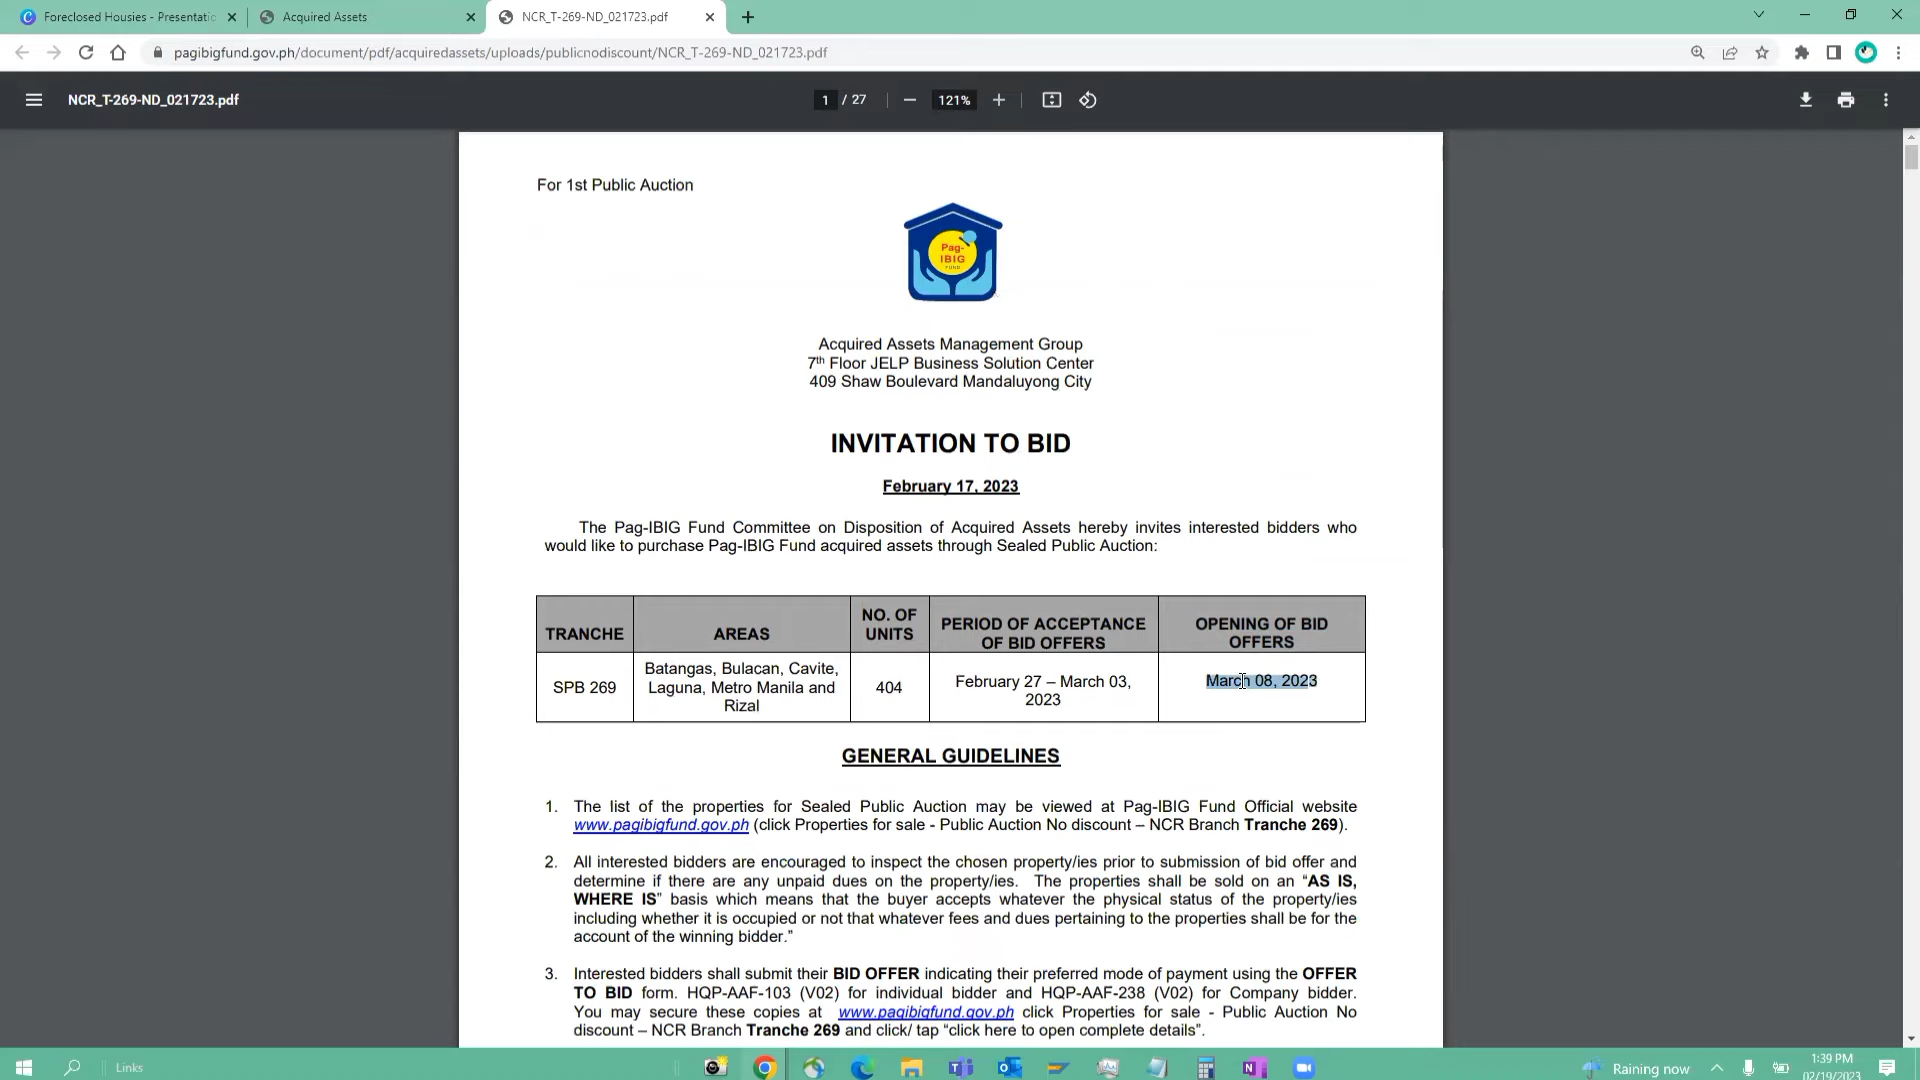 Foreclosed Housies - Presentatio
Acquired Assets
NCR_T-269-ND_021723.pdf
pagibigfund.gov.ph/document/pdf/acquiredassets/uploads/publicnodiscount/NCR_T-269-ND_021723.pdf
NCR_T-269-ND_021723.pdf
1 / 27
121%
For 1st Public Auction
Pag-
IBIG
FUND
Acquired Assets Management Group
7th Floor JELP Business Solution Center
409 Shaw Boulevard Mandaluyong City
INVITATION TO BID
February 17, 2023
The Pag-IBIG Fund Committee on Disposition of Acquired Assets hereby invites interested bidders who
would like to purchase Pag-IBIG Fund acquired assets through Sealed Public Auction:
TRANCHE
AREAS
NO. OF
UNITS
PERIOD OF ACCEPTANCE
OF BID OFFERS
OPENING OF BID
OFFERS
SPB 269
Batangas, Bulacan, Cavite,
Laguna, Metro Manila and
Rizal
404
February 27 – March 03,
2023
March 08, 2023
GENERAL GUIDELINES
1. The list of the properties for Sealed Public Auction may be viewed at Pag-IBIG Fund Official website
www.pagibigfund.gov.ph (click Properties for sale - Public Auction No discount – NCR Branch Tranche 269).
2. All interested bidders are encouraged to inspect the chosen property/ies prior to submission of bid offer and
determine if there are any unpaid dues on the property/ies. The properties shall be sold on an “AS IS,
WHERE IS” basis which means that the buyer accepts whatever the physical status of the property/ies
including whether it is occupied or not that whatever fees and dues pertaining to the properties shall be for the
account of the winning bidder.”
3. Interested bidders shall submit their BID OFFER indicating their preferred mode of payment using the OFFER
TO BID form. HQP-AAF-103 (V02) for individual bidder and HQP-AAF-238 (V02) for Company bidder.
You may secure these copies at www.pagibigfund.gov.ph click Properties for sale - Public Auction No
discount – NCR Branch Tranche 269 and click/ tap “click here to open complete details”.
Links
Raining now
1:39 PM
02/19/2023